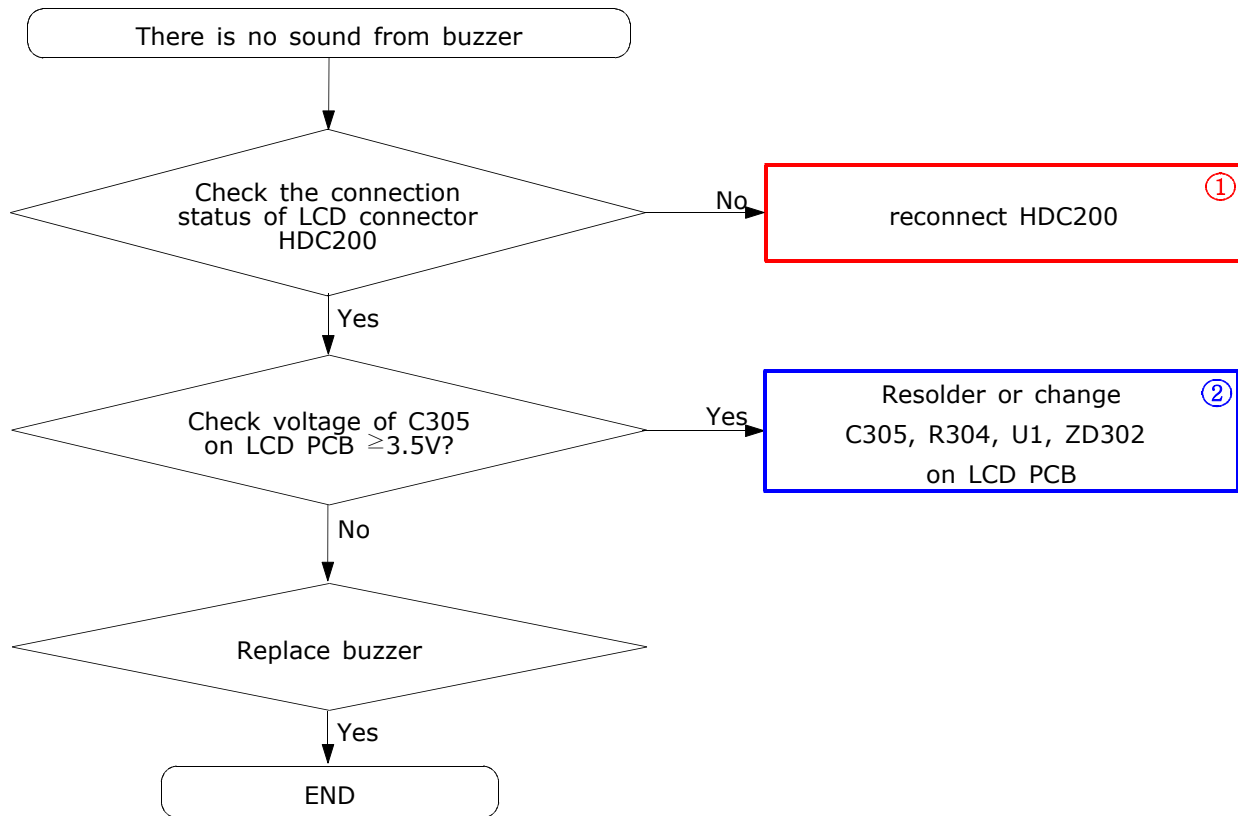 There is no sound from buzzer
Check the connection
status of LCD connector
HDC200
No
①
reconnect HDC200
Yes
Check voltage of C305
on LCD PCB ≥3.5V?
Yes
②
Resolder or change
C305, R304, U1, ZD302
on LCD PCB
No
Replace buzzer
Yes
END